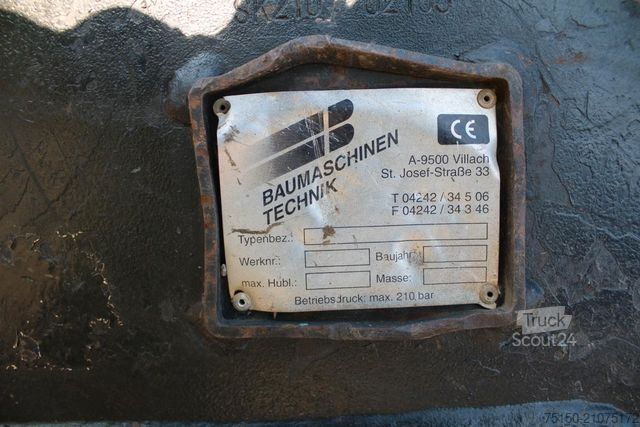 BAUMASCHINEN
TECHNIK
CE
A-9500 Villach
St. Josef-Straße 33
T 04242 / 34 5 06
F 04242 / 34 3 46
Typenbez.:
Werknr.: Baujahr:
max. Hubl.: Masse:
Betriebsdruck: max. 210 bar
Truck
Scout24
75150-21075172